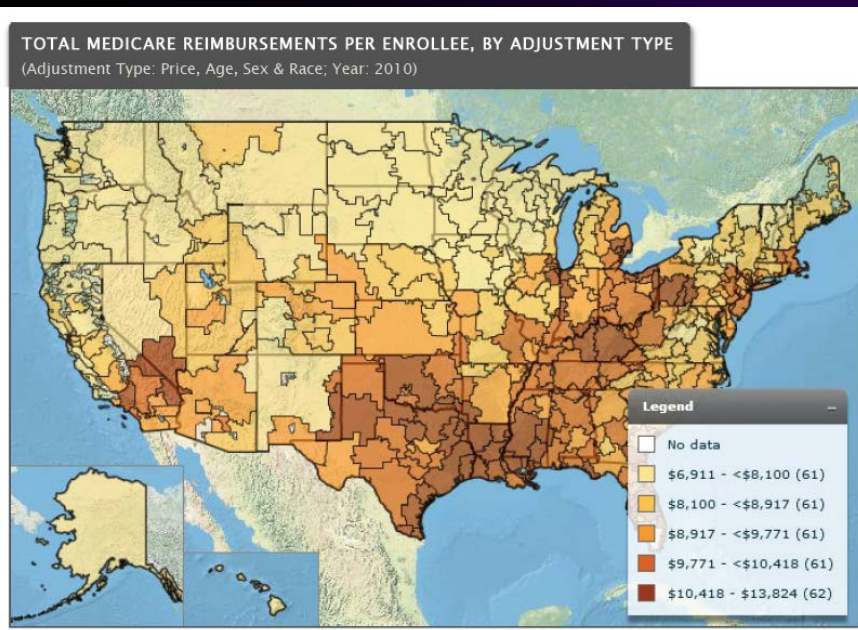 TOTAL MEDICARE REIMBURSEMENTS PER ENROLLEE, BY ADJUSTMENT TYPE
(Adjustment Type: Price, Age, Sex & Race; Year: 2010)
Legend
No data
$6,911 - <$8,100 (61)
$8,100 - <$8,917 (61)
$8,917 - <$9,771 (61)
$9,771 - <$10,418 (61)
$10,418 - $13,824 (62)